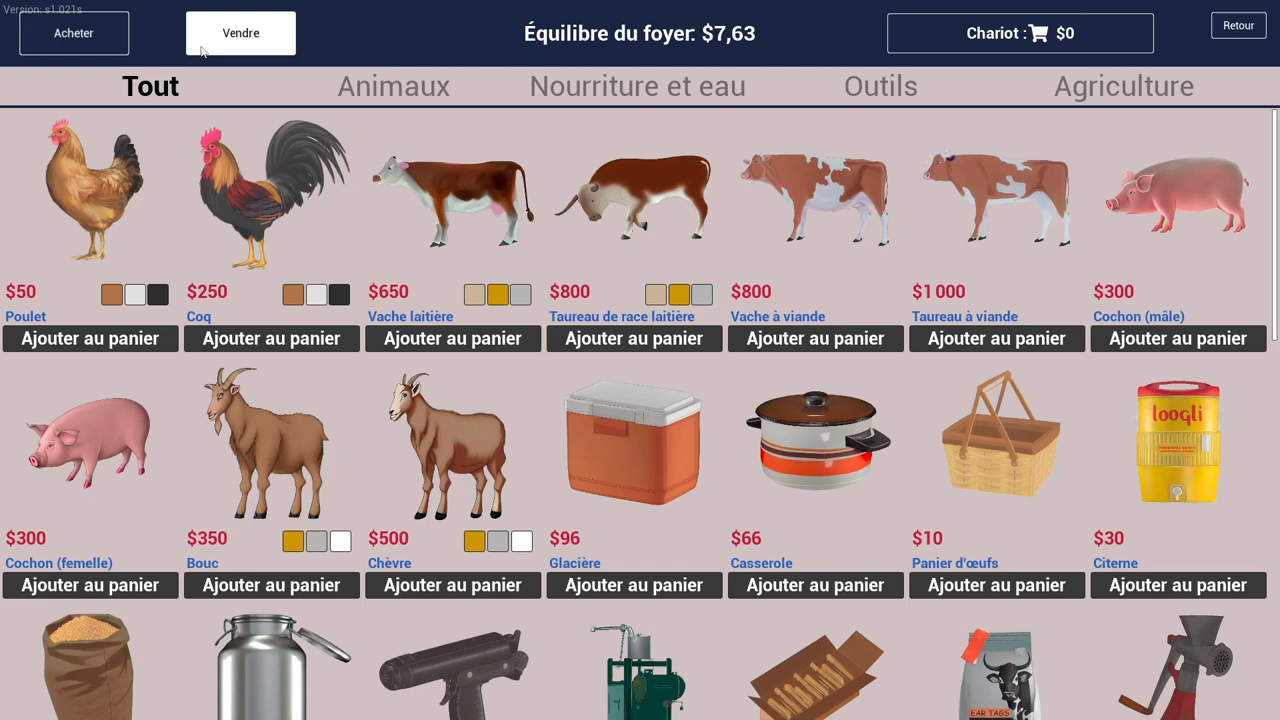 Version: s1.021s
Acheter
Vendre
Équilibre du foyer: $7,63
Chariot : $0
Retour
Tout
Animaux
Nourriture et eau
Outils
Agriculture
$50
$250
$650
$800
$800
$1 000
$300
Poulet
Coq
Vache laitière
Taureau de race laitière
Vache à viande
Taureau à viande
Cochon (mâle)
Ajouter au panier
Ajouter au panier
Ajouter au panier
Ajouter au panier
Ajouter au panier
Ajouter au panier
Ajouter au panier
looqli
$300
$350
$500
$96
$66
$10
$30
Cochon (femelle)
Bouc
Chèvre
Glacière
Casserole
Panier d'œufs
Citerne
Ajouter au panier
Ajouter au panier
Ajouter au panier
Ajouter au panier
Ajouter au panier
Ajouter au panier
Ajouter au panier
EAR TAGS